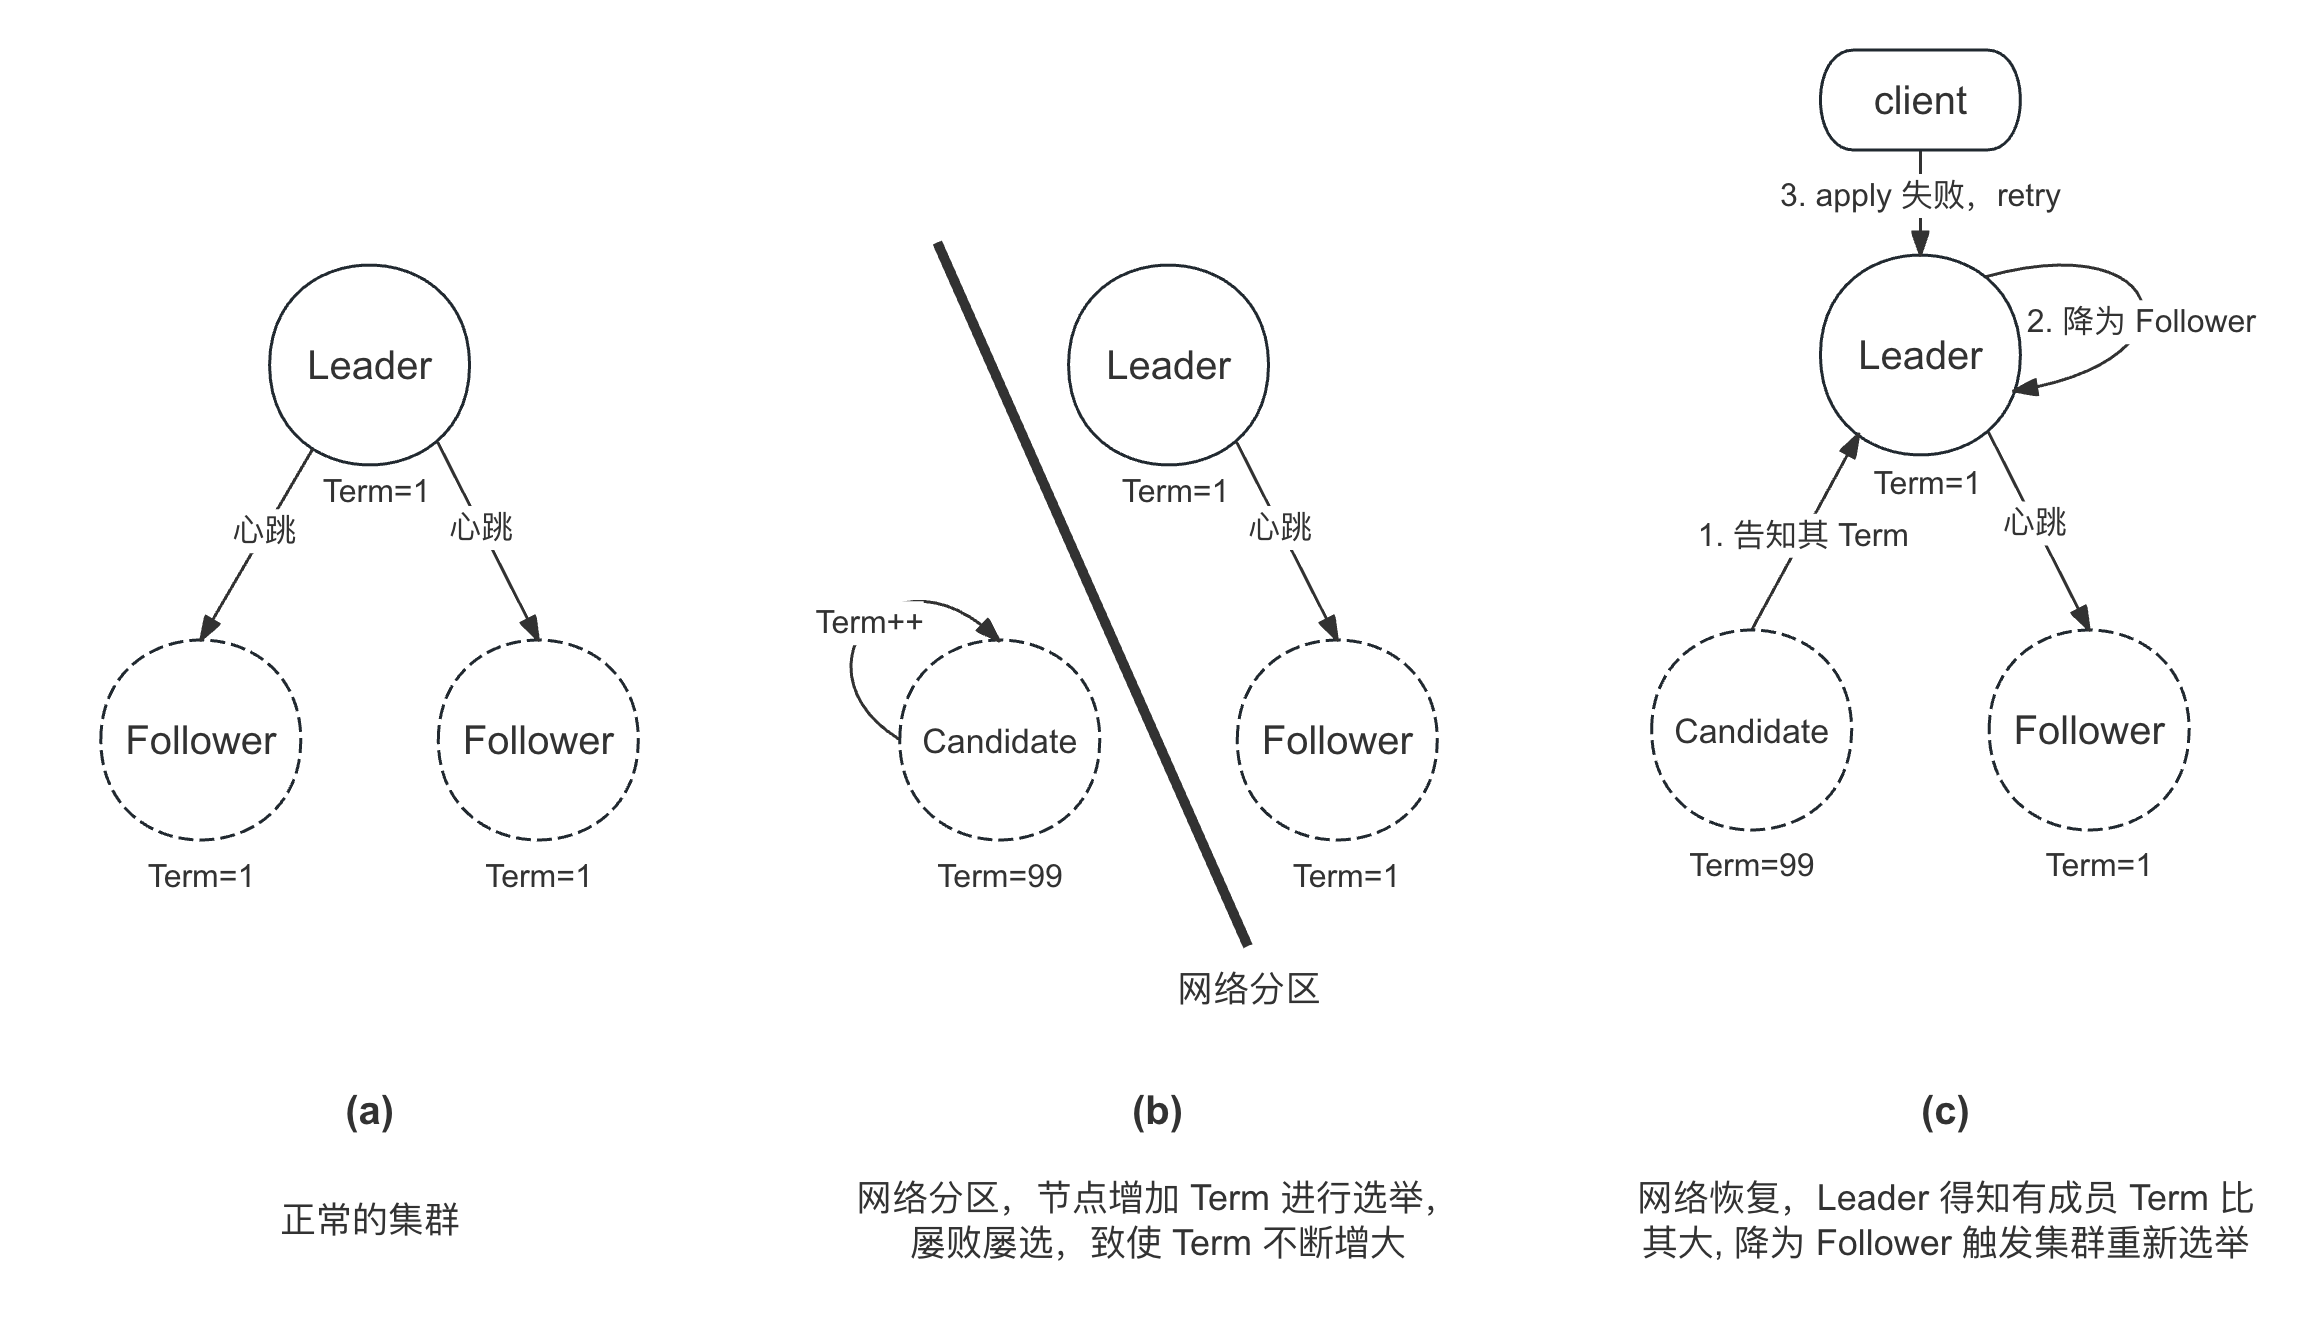 Leader
Term=1
心跳
心跳
Follower
Follower
Term=1
Term=1
(a)
正常的集群
Leader
Term=1
心跳
Term++
Candidate
Follower
Term=99
Term=1
网络分区
(b)
网络分区，节点增加 Term 进行选举，
屡败屡选，致使 Term 不断增大
client
3. apply 失败，retry
Leader
2. 降为 Follower
Term=1
1. 告知其 Term
心跳
Candidate
Follower
Term=99
Term=1
(c)
网络恢复，Leader 得知有成员 Term 比
其大, 降为 Follower 触发集群重新选举